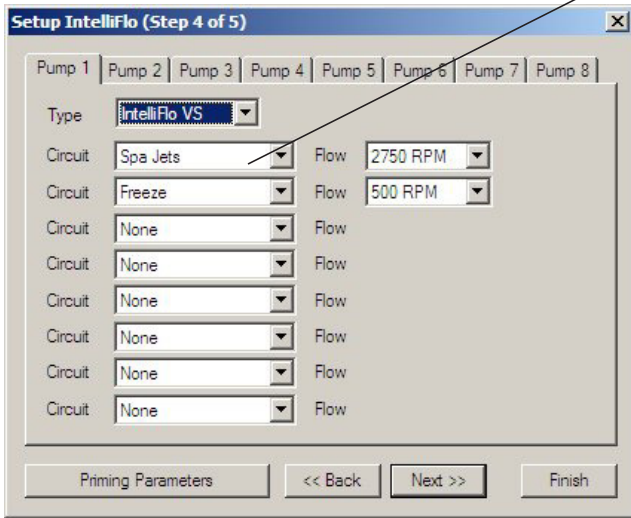 Setup IntelliFlo (Step 4 of 5)
Pump 1 Pump 2 Pump 3 Pump 4 Pump 5 Pump 6 Pump 7 Pump 8
Type IntelliFlo VS
Circuit Spa Jets Flow 2750 RPM
Circuit Freeze Flow 500 RPM
Circuit None Flow
Circuit None Flow
Circuit None Flow
Circuit None Flow
Circuit None Flow
Circuit None Flow
Priming Parameters << Back Next >> Finish